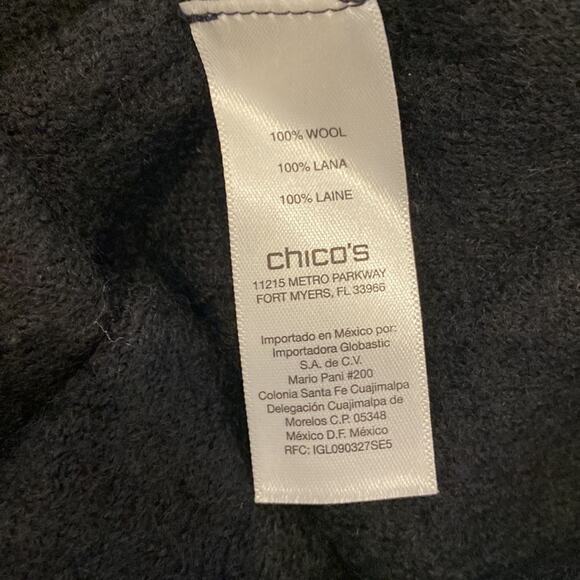 100% WOOL
100% LANA
100% LAINE
chico's
11215 METRO PARKWAY
FORT MYERS, FL 33966
Importado en México por:
Importadora Globastic
S.A. de C.V.
Mario Pani #200
Colonia Santa Fe Cuajimalpa
Delegación Cuajimalpa de
Morelos C.P. 05348
México D.F. México
RFC: IGL090327SE5